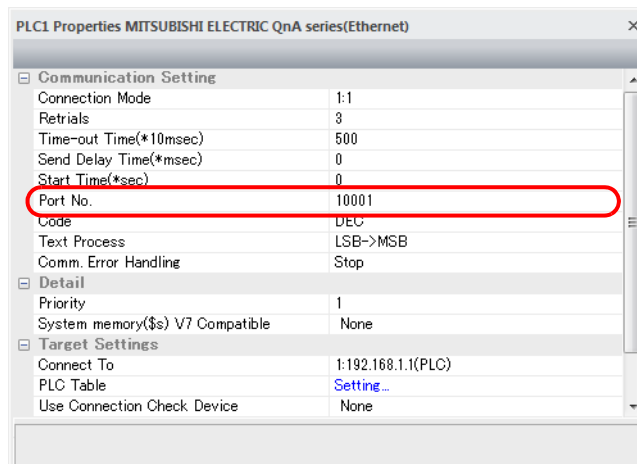 PLC1 Properties MITSUBISHI ELECTRIC QnA series(Ethernet)
Communication Setting
Connection Mode 1:1
Retrials 3
Time-out Time(*10msec) 500
Send Delay Time(*msec) 0
Start Time(*sec) 0
Port No. 10001
Code DEC
Text Process LSB->MSB
Comm. Error Handling Stop
Detail
Priority 1
System memory($s) V7 Compatible None
Target Settings
Connect To 1:192.168.1.1(PLC)
PLC Table Setting...
Use Connection Check Device None